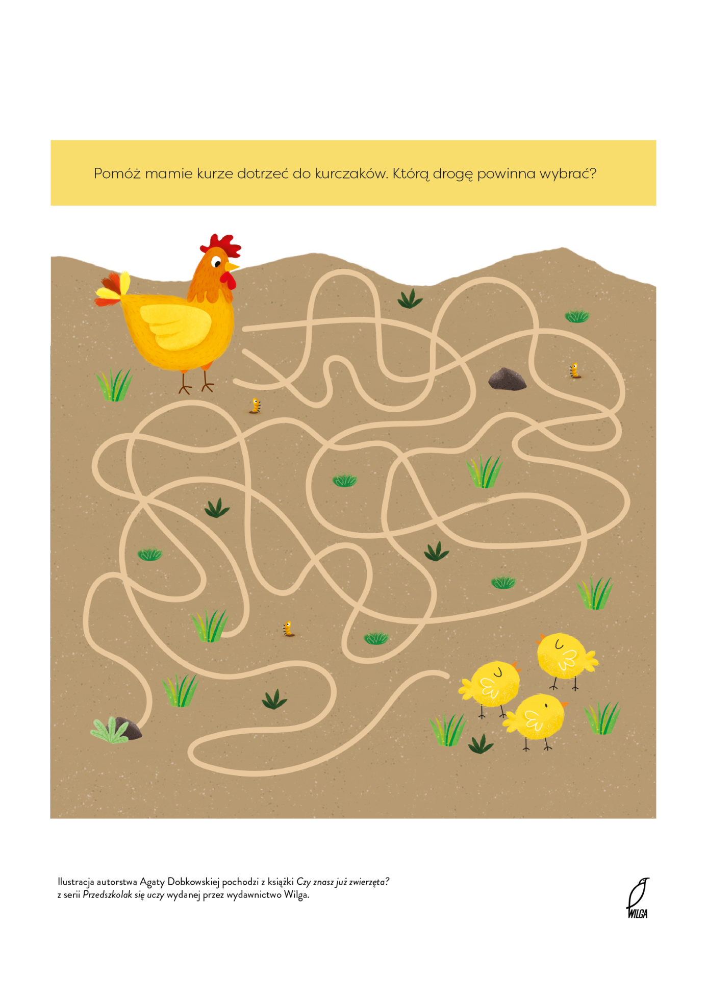 Pomóż mamie kurze dotrzeć do kurczaków. Którą drogę powinna wybrać?
Ilustracja autorstwa Agaty Dobkowskiej pochodzi z książki Czy znasz już zwierzęta?
z serii Przedszkolak się uczy wydanej przez wydawnictwo Wilga.
WILGA